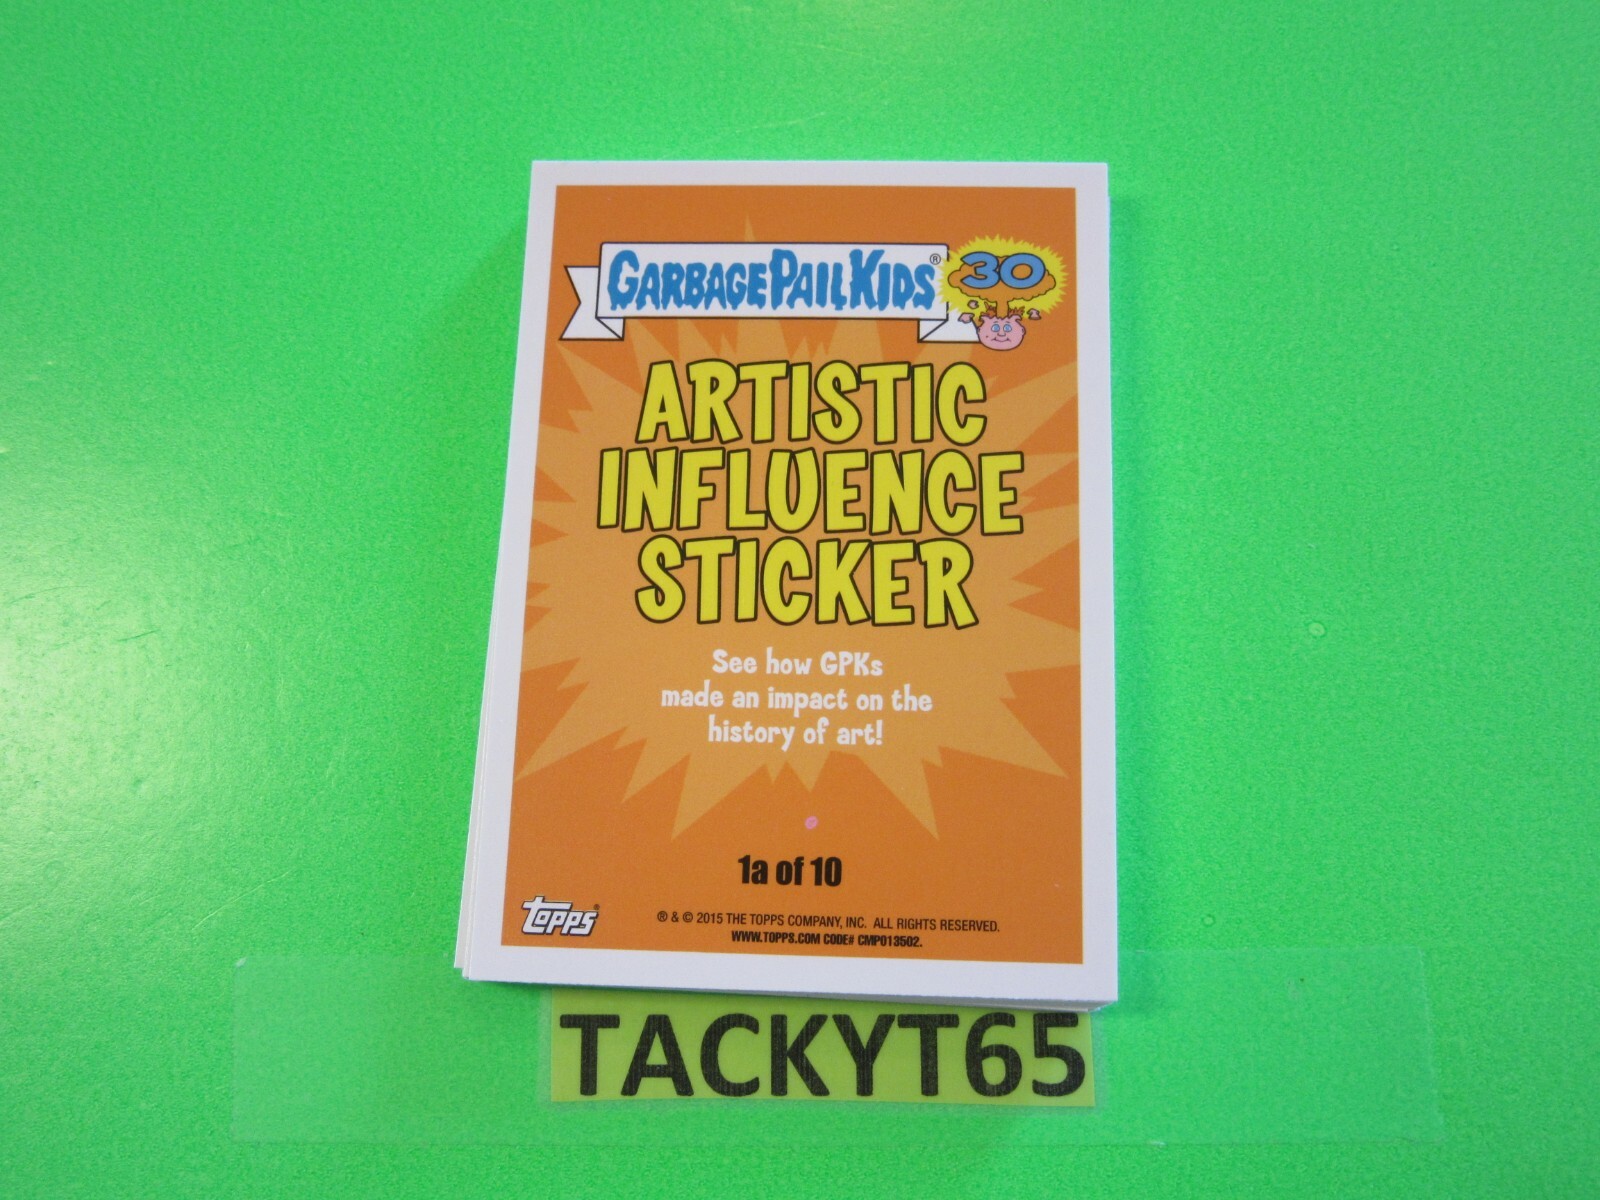 GARBAGE PAIL KIDS® 30
ARTISTIC
INFLUENCE
STICKER
See how GPKs
made an impact on the
history of art!
1a of 10
topps®
® & © 2015 THE TOPPS COMPANY, INC. ALL RIGHTS RESERVED.
WWW.TOPPS.COM CODE# CMP013502.
TACKYT65